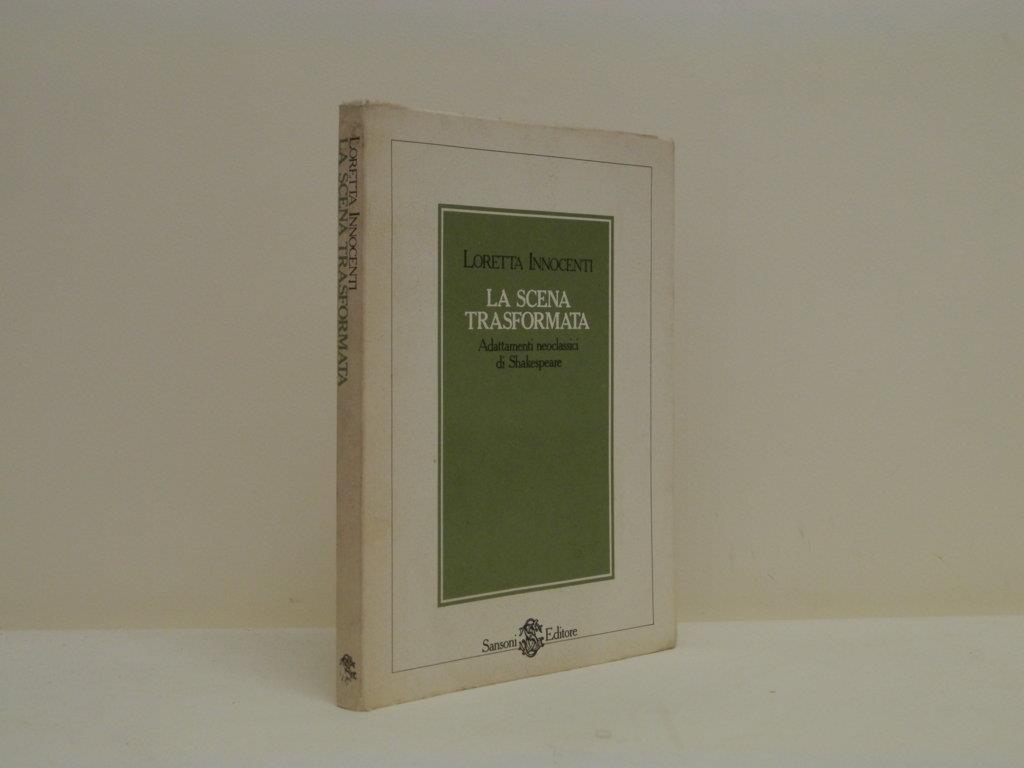 LORETTA INNOCENTI
LA SCENA TRASFORMATA
LORETTA INNOCENTI
LA SCENA
TRASFORMATA
Adattamenti neoclassici
di Shakespeare
Sansoni Editore